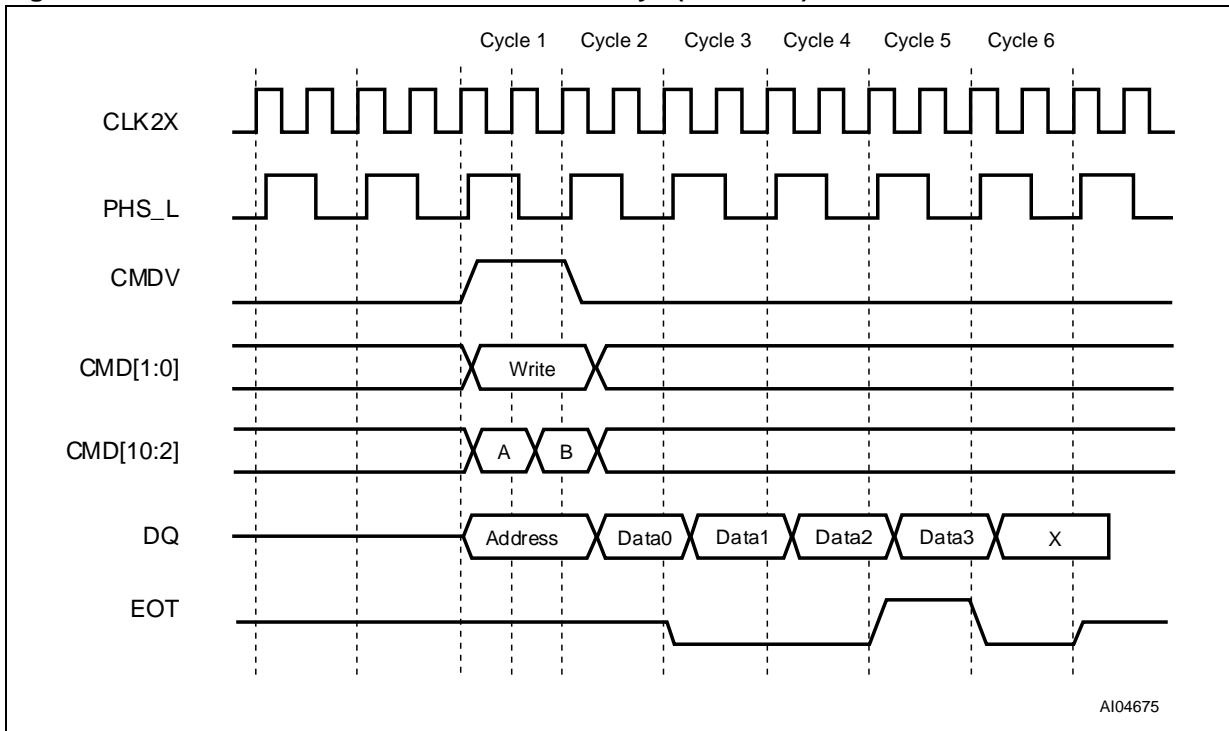 Cycle 1 Cycle 2 Cycle 3 Cycle 4 Cycle 5 Cycle 6
CLK2X
PHS_L
CMDV
CMD[1:0] Write
CMD[10:2] A B
DQ Address Data0 Data1 Data2 Data3 X
EOT
AI04675